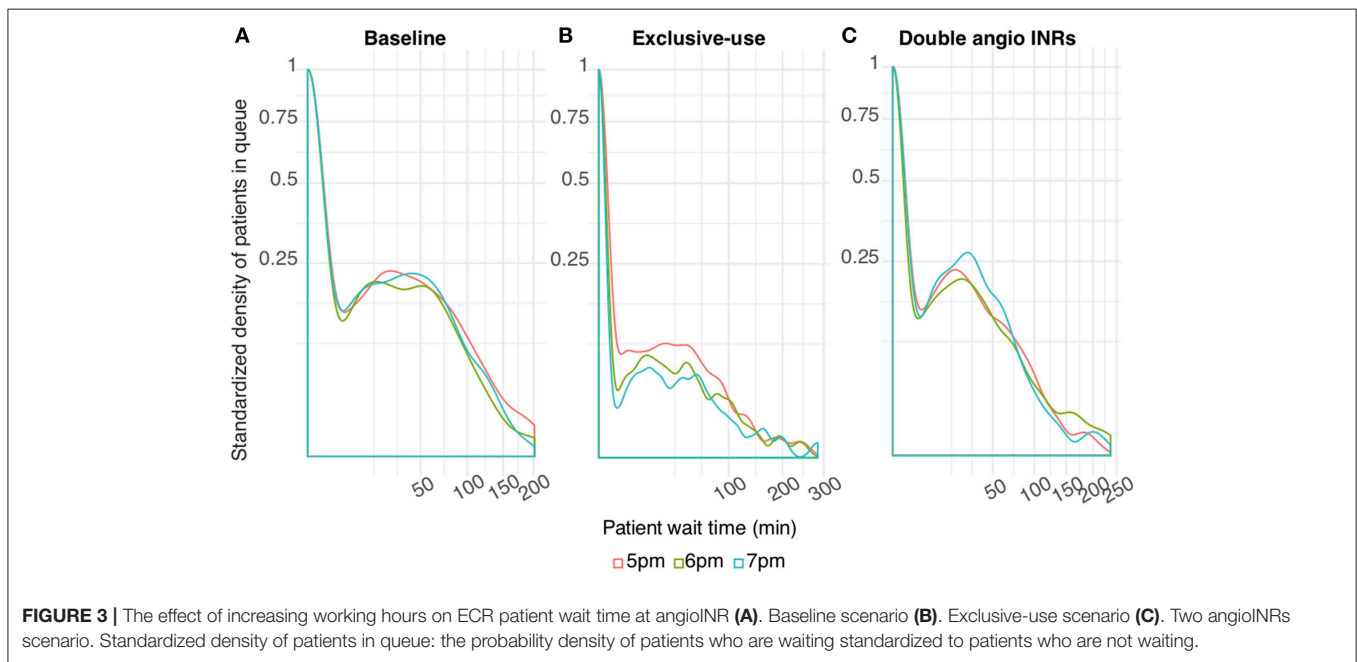 A Baseline
B Exclusive-use
C Double angio INRs
Standardized density of patients in queue
1
0.75
0.5
0.25
50 100 150 200
1
0.75
0.5
0.25
100 200 300
1
0.75
0.5
0.25
50 100 150 200 250
Patient wait time (min)
5pm 6pm 7pm
FIGURE 3 | The effect of increasing working hours on ECR patient wait time at angioINR (A). Baseline scenario (B). Exclusive-use scenario (C). Two angioINRs
scenario. Standardized density of patients in queue: the probability density of patients who are waiting standardized to patients who are not waiting.